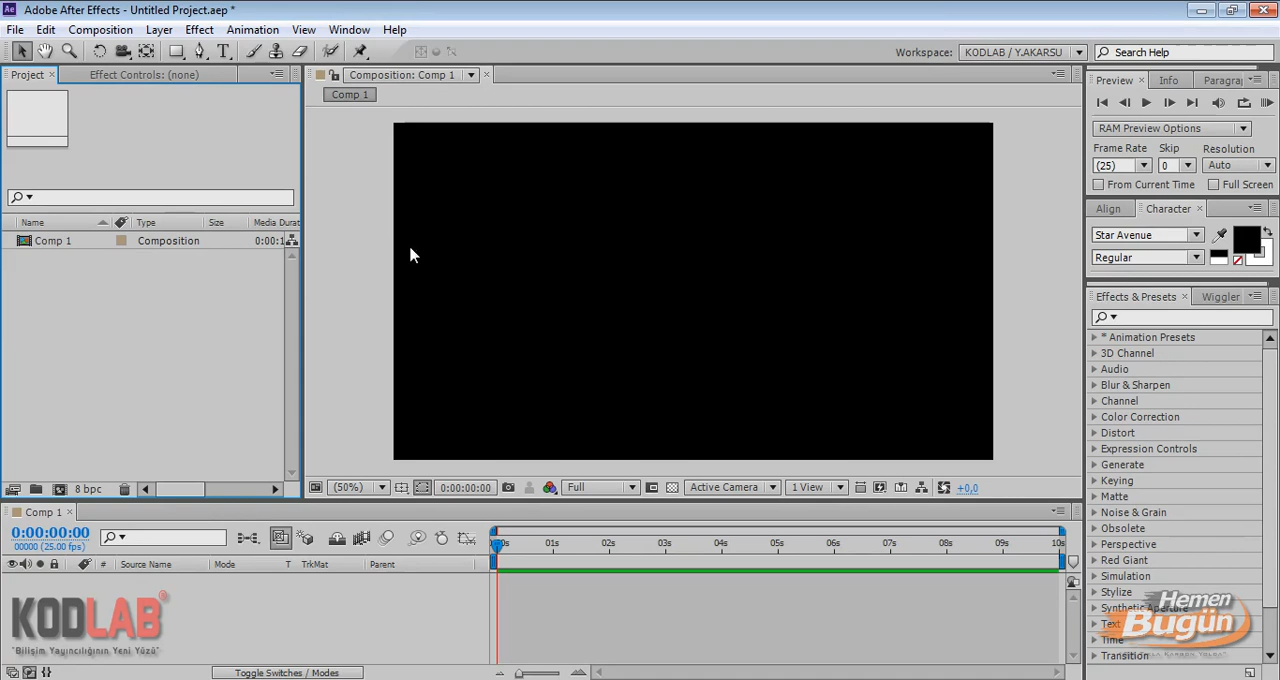 Adobe After Effects - Untitled Project.aep *
File Edit Composition Layer Effect Animation View Window Help
Workspace: KODLAB / Y.AKARSU Search Help
Project Effect Controls: (none) Composition: Comp 1
Comp 1
Name Type Size Media Durat
Comp 1 Composition 0:00:1
8 bpc
(50%) 0:00:00:00 Full Active Camera 1 View +0,0
Preview Info Paragra
RAM Preview Options
Frame Rate Skip Resolution
(25) 0 Auto
From Current Time Full Screen
Align Character
Star Avenue
Regular
Effects & Presets Wiggler
* Animation Presets
3D Channel
Audio
Blur & Sharpen
Channel
Color Correction
Distort
Expression Controls
Generate
Keying
Matte
Noise & Grain
Obsolete
Perspective
Red Giant
Simulation
Stylize
Synthetic Aperture
Text
Time
Transition
Hemen
Bugün
Comp 1
0:00:00:00
00000 (25.00 fps)
01s 02s 03s 04s 05s 06s 07s 08s 09s 10s
# Source Name Mode T TrkMat Parent
KODLAB®
"Bilişim Yayıncılığının Yeni Yüzü"
Toggle Switches / Modes